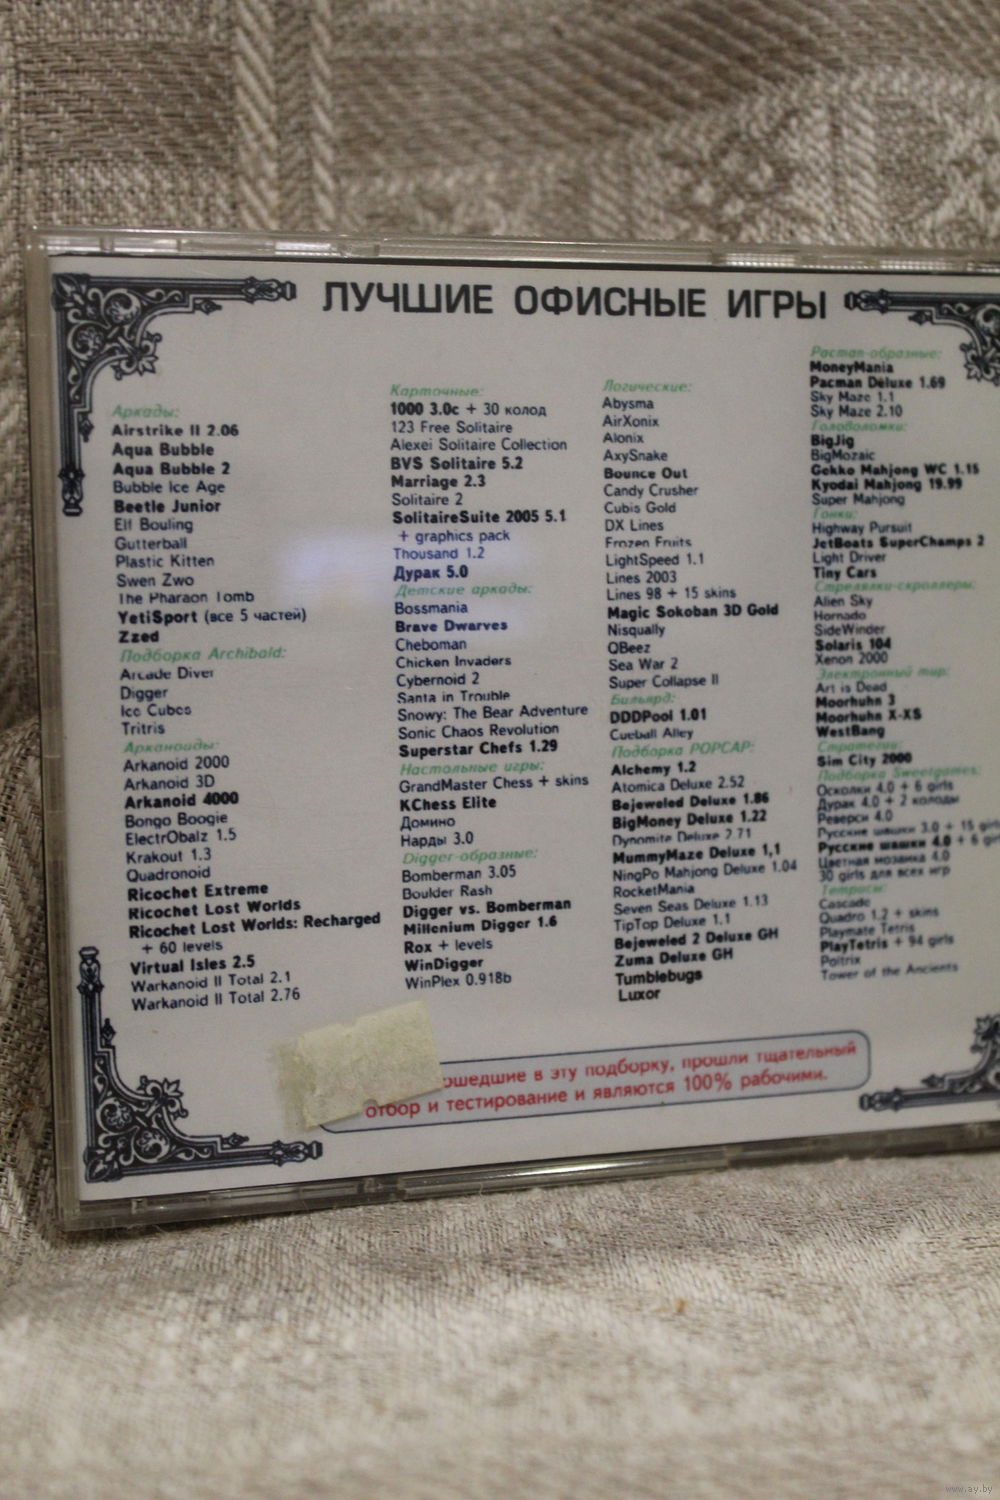 ЛУЧШИЕ ОФИСНЫЕ ИГРЫ
Аркады:
Airstrike II 2.06
Aqua Bubble
Aqua Bubble 2
Bubble Ice Age
Beetle Junior
Elf Bouling
Gutterball
Plastic Kitten
Swen Zwo
The Pharaon Tomb
YetiSport (все 5 частей)
Zzed
Подборка Archibald:
Arcade Diver
Digger
Ice Cubes
Tritris
Арканоиды:
Arkanoid 2000
Arkanoid 3D
Arkanoid 4000
Bongo Boogie
ElectrObalz 1.5
Krakout 1.3
Quadronoid
Ricochet Extreme
Ricochet Lost Worlds
Ricochet Lost Worlds: Recharged
+ 60 levels
Virtual Isles 2.5
Warkanoid II Total 2.1
Warkanoid II Total 2.76
Карточные:
1000 3.0c + 30 колод
123 Free Solitaire
Alexei Solitaire Collection
BVS Solitaire 5.2
Marriage 2.3
Solitaire 2
SolitaireSuite 2005 5.1
+ graphics pack
Thousand 1.2
Дурак 5.0
Детские аркады:
Bossmania
Brave Dwarves
Cheboman
Chicken Invaders
Cybernoid 2
Santa in Trouble
Snowy: The Bear Adventure
Sonic Chaos Revolution
Superstar Chefs 1.29
Настольные игры:
GrandMaster Chess + skins
KChess Elite
Домино
Нарды 3.0
Digger-образные:
Bomberman 3.05
Boulder Rash
Digger vs. Bomberman
Millenium Digger 1.6
Rox + levels
WinDigger
WinPlex 0.918b
Логические:
Abysma
AirXonix
Alonix
AxySnake
Bounce Out
Candy Crusher
Cubis Gold
DX Lines
Frozen Fruits
LightSpeed 1.1
Lines 2003
Lines 98 + 15 skins
Magic Sokoban 3D Gold
Nisqually
QBeez
Sea War 2
Super Collapse II
Бильярд:
DDDPool 1.01
Cueball Alley
Подборка POPCAP:
Alchemy 1.2
Atomica Deluxe 2.52
Bejeweled Deluxe 1.86
BigMoney Deluxe 1.22
Dynomite Deluxe 2.71
MummyMaze Deluxe 1,1
NingPo Mahjong Deluxe 1.04
RocketMania
Seven Seas Deluxe 1.13
TipTop Deluxe 1.1
Bejeweled 2 Deluxe GH
Zuma Deluxe GH
Tumblebugs
Luxor
Pacman-образные:
MoneyMania
Pacman Deluxe 1.69
Sky Maze 1.1
Sky Maze 2.10
Головоломки:
BigJig
BigMozaic
Gekko Mahjong WC 1.15
Kyodai Mahjong 19.99
Super Mahjong
Гонки:
Highway Pursuit
JetBoats SuperChamps 2
Light Driver
Tiny Cars
Стрелялки-скроллеры:
Alien Sky
Hornado
SideWinder
Solaris 104
Xenon 2000
Электронный тир:
Art is Dead
Moorhuhn 3
Moorhuhn X-XS
WestBang
Стратегии:
Sim City 2000
Подборка Sweetgames:
Осколки 4.0 + 6 girls
Дурак 4.0 + 2 колоды
Реверси 4.0
Русские шашки 3.0 + 15 girl
Русские шашки 4.0 + 6 gir
Цветная мозаика 4.0
30 girls для всех игр
Тетрисы:
Cascade
Quadro 1.2 + skins
Playmate Tetris
PlayTetris + 94 girls
Poltrix
Tower of the Ancients
ошедшие в эту подборку, прошли тщательный
отбор и тестирование и являются 100% рабочими.
www.ay.by